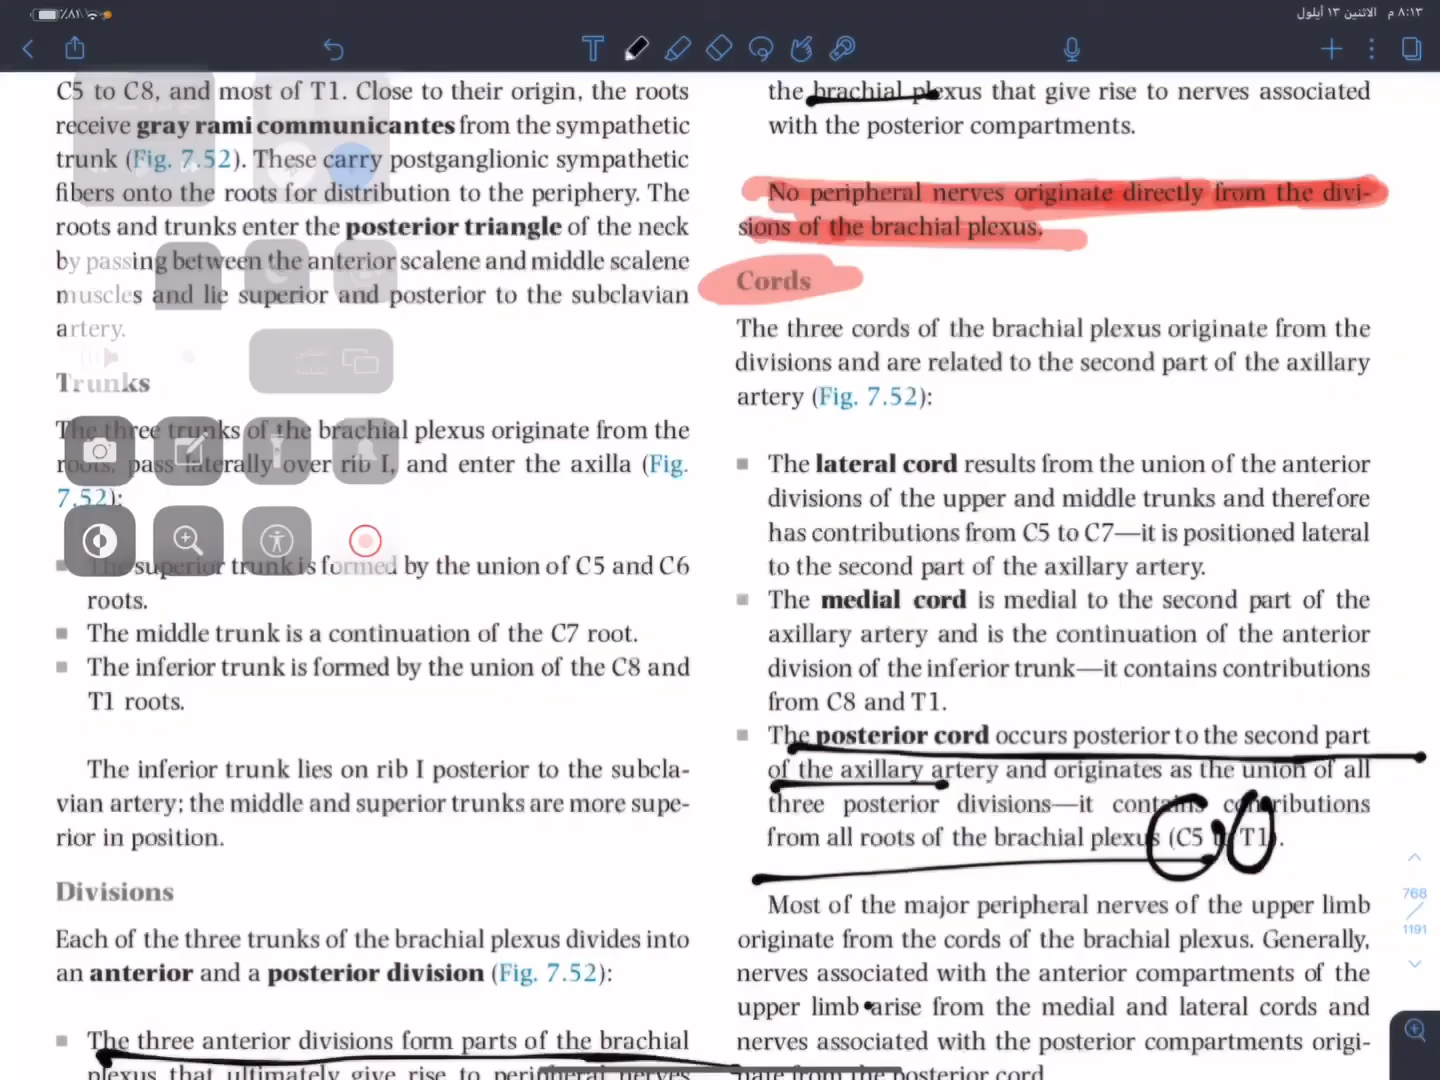 ٪٨١
الاثنين ١٣ أيلول
٨:١٣ م
C5 to C8, and most of T1. Close to their origin, the roots
receive gray rami communicantes from the sympathetic
trunk (Fig. 7.52). These carry postganglionic sympathetic
fibers onto the roots for distribution to the periphery. The
roots and trunks enter the posterior triangle of the neck
by passing between the anterior scalene and middle scalene
muscles and lie superior and posterior to the subclavian
artery.
Trunks
The three trunks of the brachial plexus originate from the
roots, pass laterally over rib I, and enter the axilla (Fig.
7.52):
The superior trunk is formed by the union of C5 and C6
roots.
The middle trunk is a continuation of the C7 root.
The inferior trunk is formed by the union of the C8 and
T1 roots.
The inferior trunk lies on rib I posterior to the subcla-
vian artery; the middle and superior trunks are more supe-
rior in position.
Divisions
Each of the three trunks of the brachial plexus divides into
an anterior and a posterior division (Fig. 7.52):
The three anterior divisions form parts of the brachial
plexus that ultimately give rise to peripheral nerves
the brachial plexus that give rise to nerves associated
with the posterior compartments.
No peripheral nerves originate directly from the divi-
sions of the brachial plexus.
Cords
The three cords of the brachial plexus originate from the
divisions and are related to the second part of the axillary
artery (Fig. 7.52):
The lateral cord results from the union of the anterior
divisions of the upper and middle trunks and therefore
has contributions from C5 to C7—it is positioned lateral
to the second part of the axillary artery.
The medial cord is medial to the second part of the
axillary artery and is the continuation of the anterior
division of the inferior trunk—it contains contributions
from C8 and T1.
The posterior cord occurs posterior to the second part
of the axillary artery and originates as the union of all
three posterior divisions—it contains contributions
from all roots of the brachial plexus (C5 to T1).
Most of the major peripheral nerves of the upper limb
originate from the cords of the brachial plexus. Generally,
nerves associated with the anterior compartments of the
upper limb arise from the medial and lateral cords and
nerves associated with the posterior compartments origi-
nate from the posterior cord.
768
1191